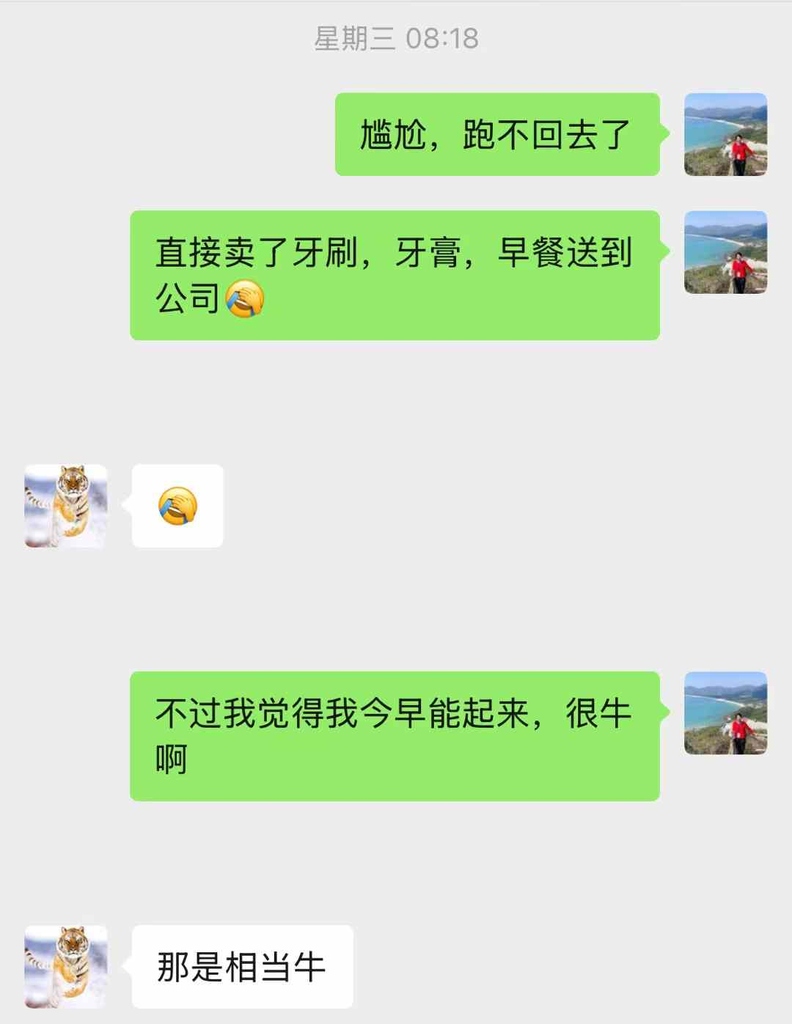 星期三 08:18
尴尬，跑不回去了
直接卖了牙刷，牙膏，早餐送到
公司🤦
不过我觉得我今早能起来，很牛
啊
那是相当牛